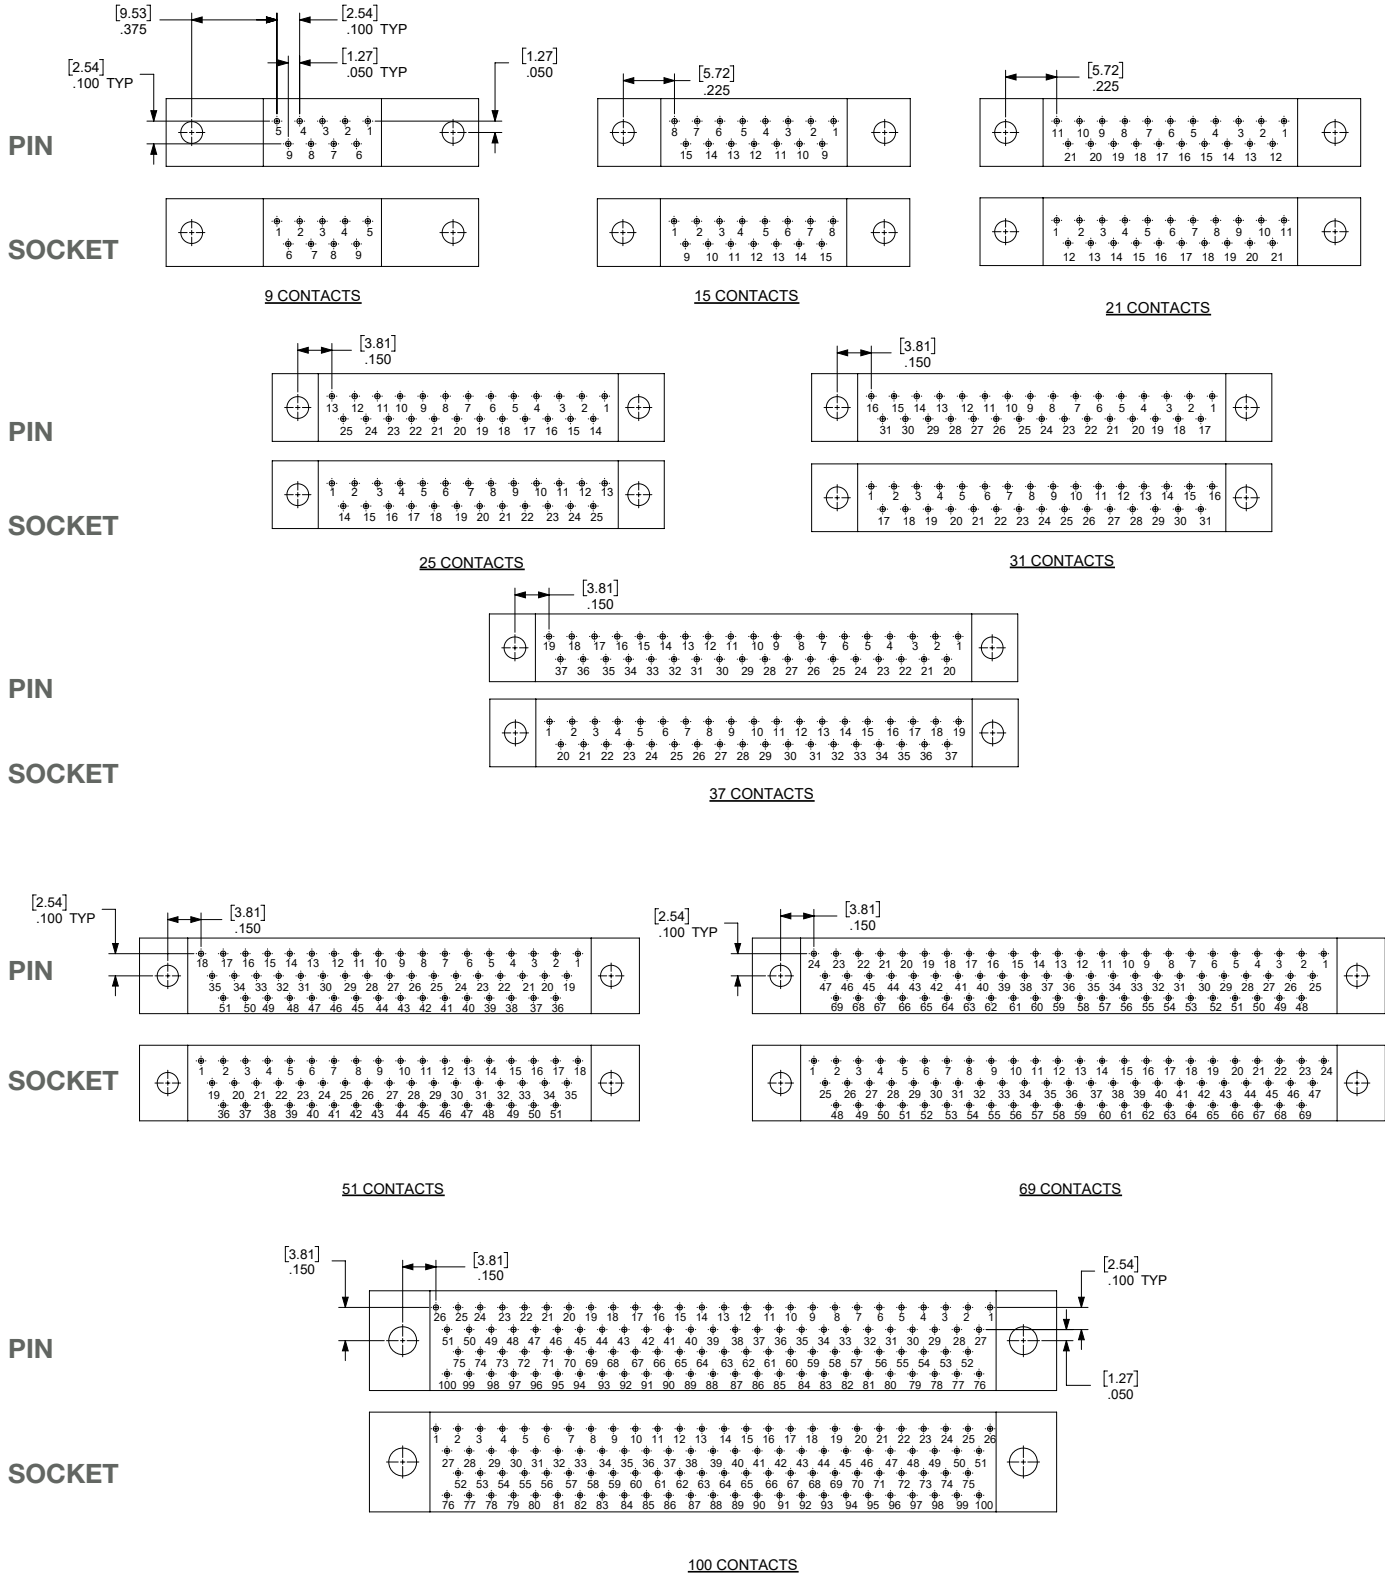 [9.53] [2.54]
.375 .100 TYP
[1.27] [1.27]
[2.54] .050 TYP .050
.100 TYP
[5.72] [5.72]
.225 .225
PIN
5 4 3 2 1
9 8 7 6
8 7 6 5 4 3 2 1
15 14 13 12 11 10 9
11 10 9 8 7 6 5 4 3 2 1
21 20 19 18 17 16 15 14 13 12
SOCKET
1 2 3 4 5
6 7 8 9
1 2 3 4 5 6 7 8
9 10 11 12 13 14 15
1 2 3 4 5 6 7 8 9 10 11
12 13 14 15 16 17 18 19 20 21
9 CONTACTS
15 CONTACTS
21 CONTACTS
[3.81] [3.81]
.150 .150
PIN
13 12 11 10 9 8 7 6 5 4 3 2 1
25 24 23 22 21 20 19 18 17 16 15 14
16 15 14 13 12 11 10 9 8 7 6 5 4 3 2 1
31 30 29 28 27 26 25 24 23 22 21 20 19 18 17
SOCKET
1 2 3 4 5 6 7 8 9 10 11 12 13
14 15 16 17 18 19 20 21 22 23 24 25
1 2 3 4 5 6 7 8 9 10 11 12 13 14 15 16
17 18 19 20 21 22 23 24 25 26 27 28 29 30 31
25 CONTACTS
31 CONTACTS
[3.81]
.150
PIN
19 18 17 16 15 14 13 12 11 10 9 8 7 6 5 4 3 2 1
37 36 35 34 33 32 31 30 29 28 27 26 25 24 23 22 21 20
SOCKET
1 2 3 4 5 6 7 8 9 10 11 12 13 14 15 16 17 18 19
20 21 22 23 24 25 26 27 28 29 30 31 32 33 34 35 36 37
37 CONTACTS
[2.54] [3.81]
.100 TYP .150
[2.54] [3.81]
.100 TYP .150
PIN
18 17 16 15 14 13 12 11 10 9 8 7 6 5 4 3 2 1
35 34 33 32 31 30 29 28 27 26 25 24 23 22 21 20 19
51 50 49 48 47 46 45 44 43 42 41 40 39 38 37 36
24 23 22 21 20 19 18 17 16 15 14 13 12 11 10 9 8 7 6 5 4 3 2 1
47 46 45 44 43 42 41 40 39 38 37 36 35 34 33 32 31 30 29 28 27 26 25
69 68 67 66 65 64 63 62 61 60 59 58 57 56 55 54 53 52 51 50 49 48
SOCKET
1 2 3 4 5 6 7 8 9 10 11 12 13 14 15 16 17 18
19 20 21 22 23 24 25 26 27 28 29 30 31 32 33 34 35
36 37 38 39 40 41 42 43 44 45 46 47 48 49 50 51
1 2 3 4 5 6 7 8 9 10 11 12 13 14 15 16 17 18 19 20 21 22 23 24
25 26 27 28 29 30 31 32 33 34 35 36 37 38 39 40 41 42 43 44 45 46 47
48 49 50 51 52 53 54 55 56 57 58 59 60 61 62 63 64 65 66 67 68 69
51 CONTACTS
69 CONTACTS
[3.81] [3.81] [2.54]
.150 .150 .100 TYP
PIN
26 25 24 23 22 21 20 19 18 17 16 15 14 13 12 11 10 9 8 7 6 5 4 3 2 1
51 50 49 48 47 46 45 44 43 42 41 40 39 38 37 36 35 34 33 32 31 30 29 28 27
75 74 73 72 71 70 69 68 67 66 65 64 63 62 61 60 59 58 57 56 55 54 53 52
100 99 98 97 96 95 94 93 92 91 90 89 88 87 86 85 84 83 82 81 80 79 78 77 76
[1.27]
.050
SOCKET
1 2 3 4 5 6 7 8 9 10 11 12 13 14 15 16 17 18 19 20 21 22 23 24 25 26
27 28 29 30 31 32 33 34 35 36 37 38 39 40 41 42 43 44 45 46 47 48 49 50 51
52 53 54 55 56 57 58 59 60 61 62 63 64 65 66 67 68 69 70 71 72 73 74 75
76 77 78 79 80 81 82 83 84 85 86 87 88 89 90 91 92 93 94 95 96 97 98 99 100
100 CONTACTS